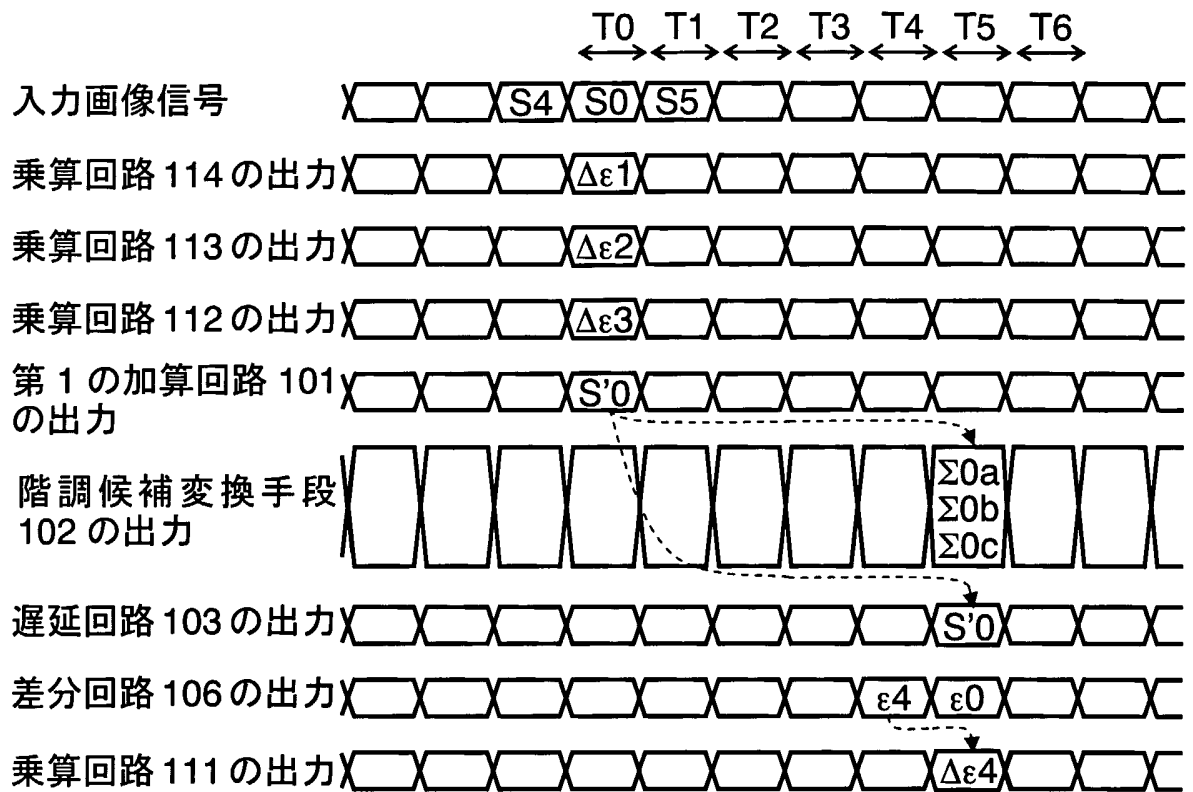 T0 T1 T2 T3 T4 T5 T6
入力画像信号 S4 S0 S5
乗算回路114の出力 Δε1
乗算回路113の出力 Δε2
乗算回路112の出力 Δε3
第1の加算回路101
の出力 S'0
階調候補変換手段
102の出力
Σ0a
Σ0b
Σ0c
遅延回路103の出力 S'0
差分回路106の出力 ε4 ε0
乗算回路111の出力 Δε4